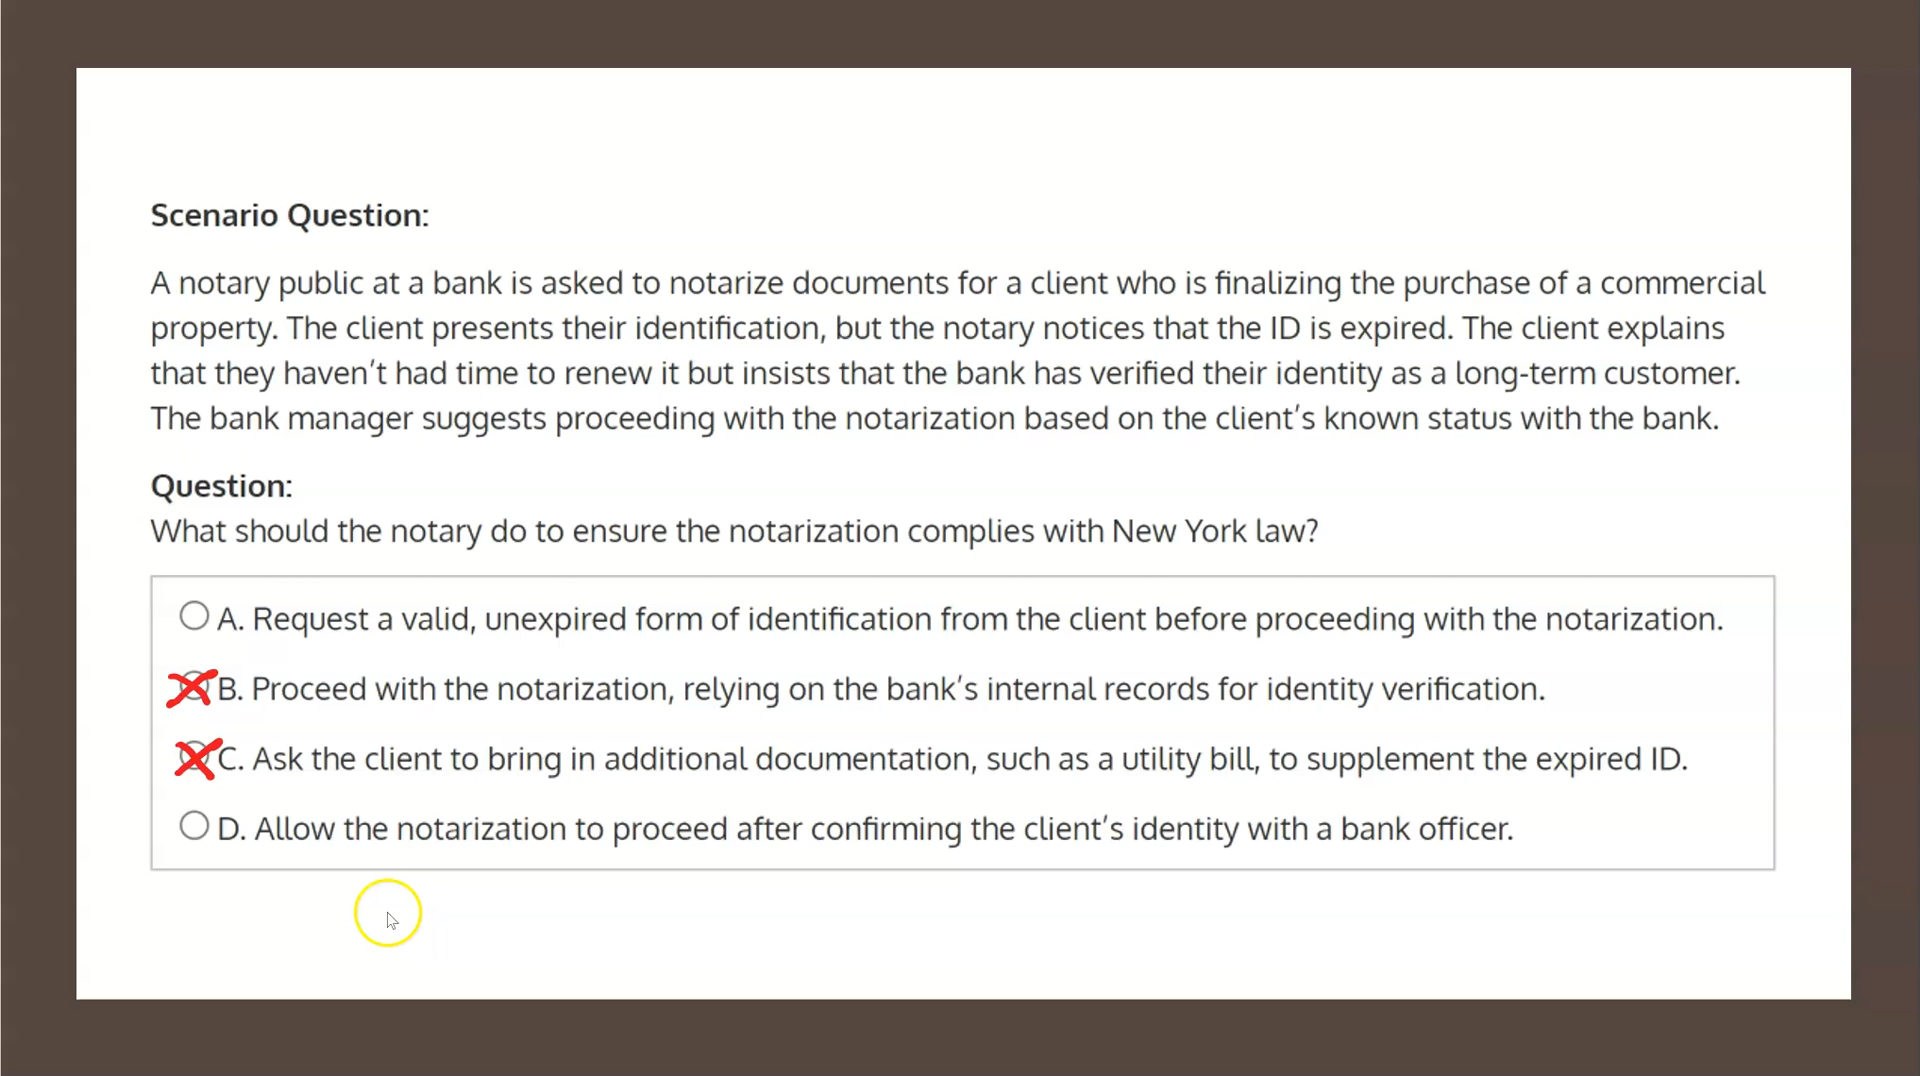 Scenario Question:
A notary public at a bank is asked to notarize documents for a client who is finalizing the purchase of a commercial
property. The client presents their identification, but the notary notices that the ID is expired. The client explains
that they haven't had time to renew it but insists that the bank has verified their identity as a long-term customer.
The bank manager suggests proceeding with the notarization based on the client's known status with the bank.
Question:
What should the notary do to ensure the notarization complies with New York law?
A. Request a valid, unexpired form of identification from the client before proceeding with the notarization.
B. Proceed with the notarization, relying on the bank's internal records for identity verification.
C. Ask the client to bring in additional documentation, such as a utility bill, to supplement the expired ID.
D. Allow the notarization to proceed after confirming the client's identity with a bank officer.